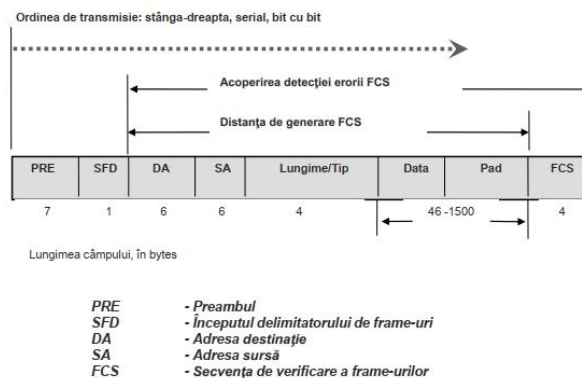 Ordinea de transmisie: stânga-dreapta, serial, bit cu bit
Acoperirea detecției erorii FCS
Distanța de generare FCS
PRE SFD DA SA Lungime/Tip Data Pad FCS
7 1 6 6 4 46 -1500 4
Lungimea câmpului, în bytes
PRE - Preambul
SFD - Începutul delimitatorului de frame-uri
DA - Adresa destinație
SA - Adresa sursă
FCS - Secvența de verificare a frame-urilor